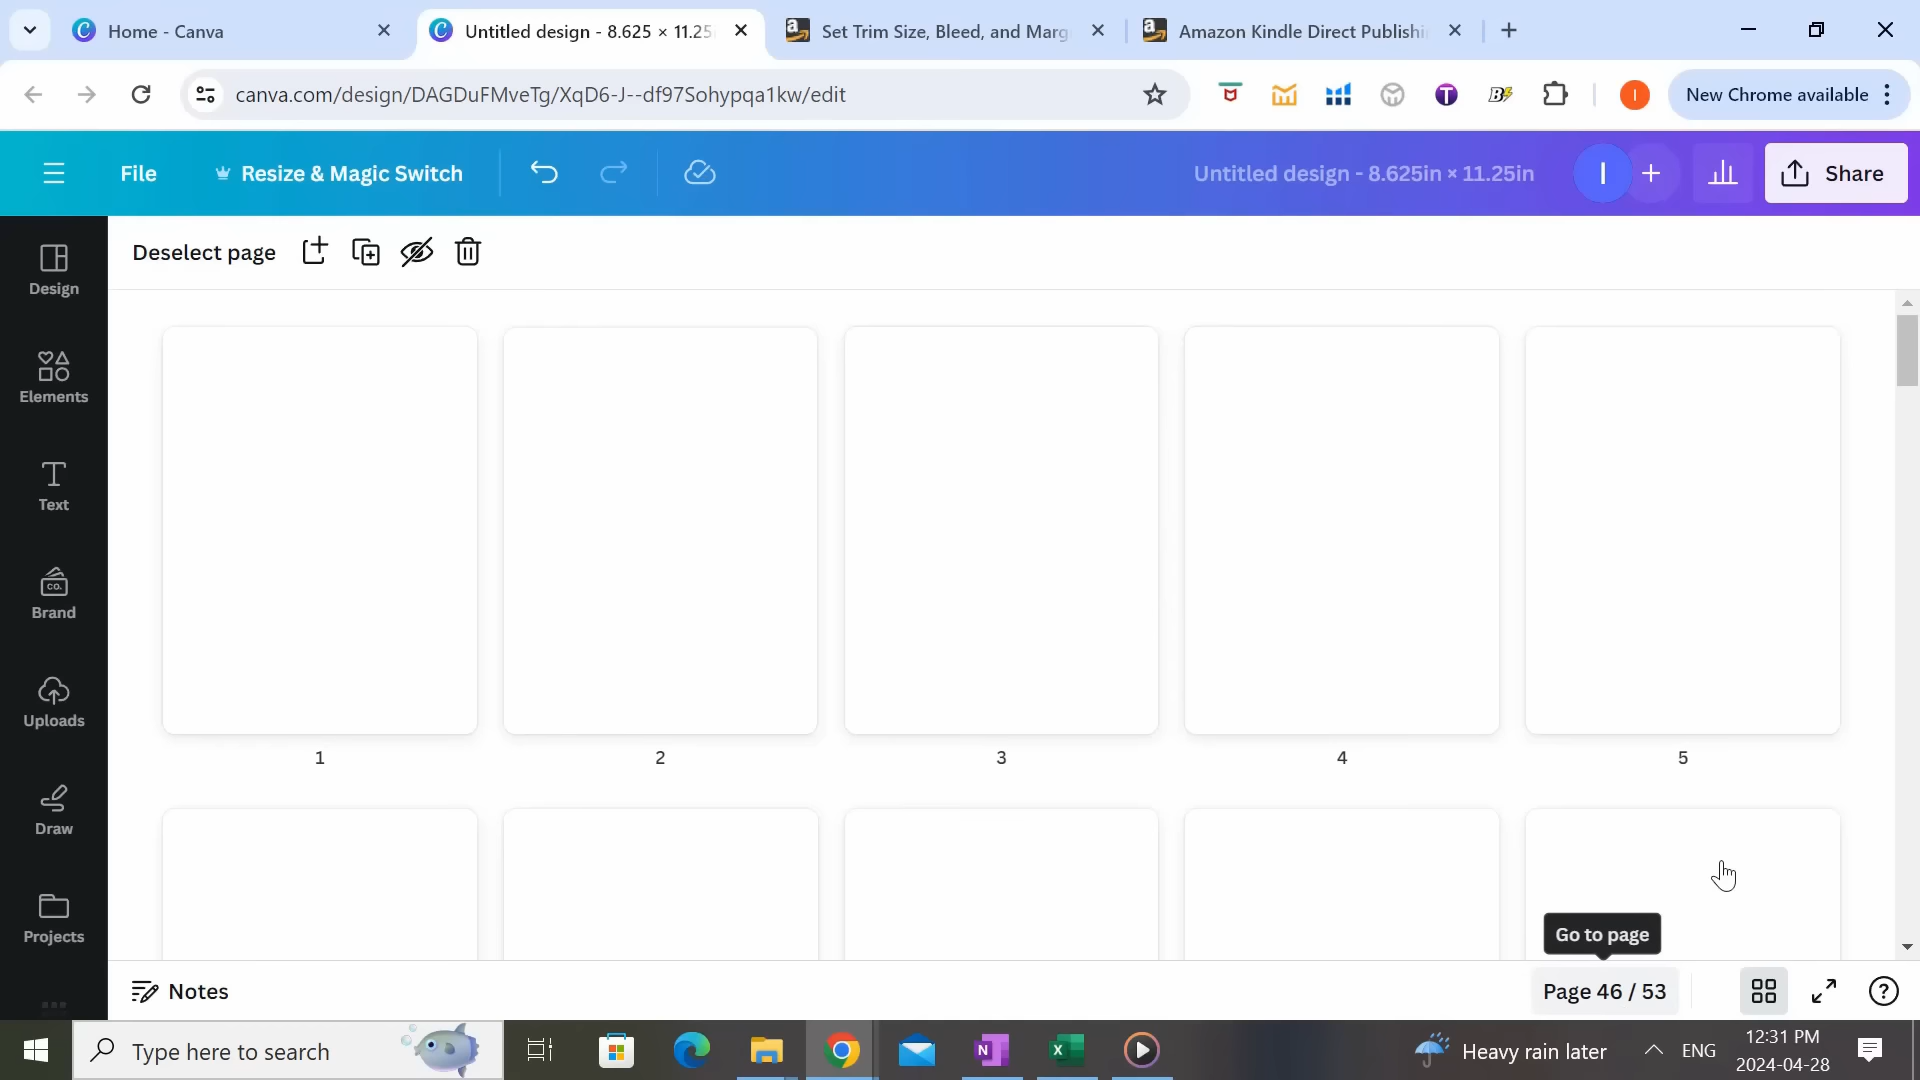 Home - Canva
Untitled design - 8.625 × 11.25
Set Trim Size, Bleed, and Marg
Amazon Kindle Direct Publishi
canva.com/design/DAGDuFMveTg/XqD6-J--df97Sohypqa1kw/edit
New Chrome available
File
Resize & Magic Switch
Untitled design - 8.625in × 11.25in
I
Share
Design
Deselect page
Elements
Text
Brand
Uploads
Draw
Projects
1
2
3
4
5
Go to page
Notes
Page 46 / 53
Type here to search
Heavy rain later
ENG
12:31 PM
2024-04-28